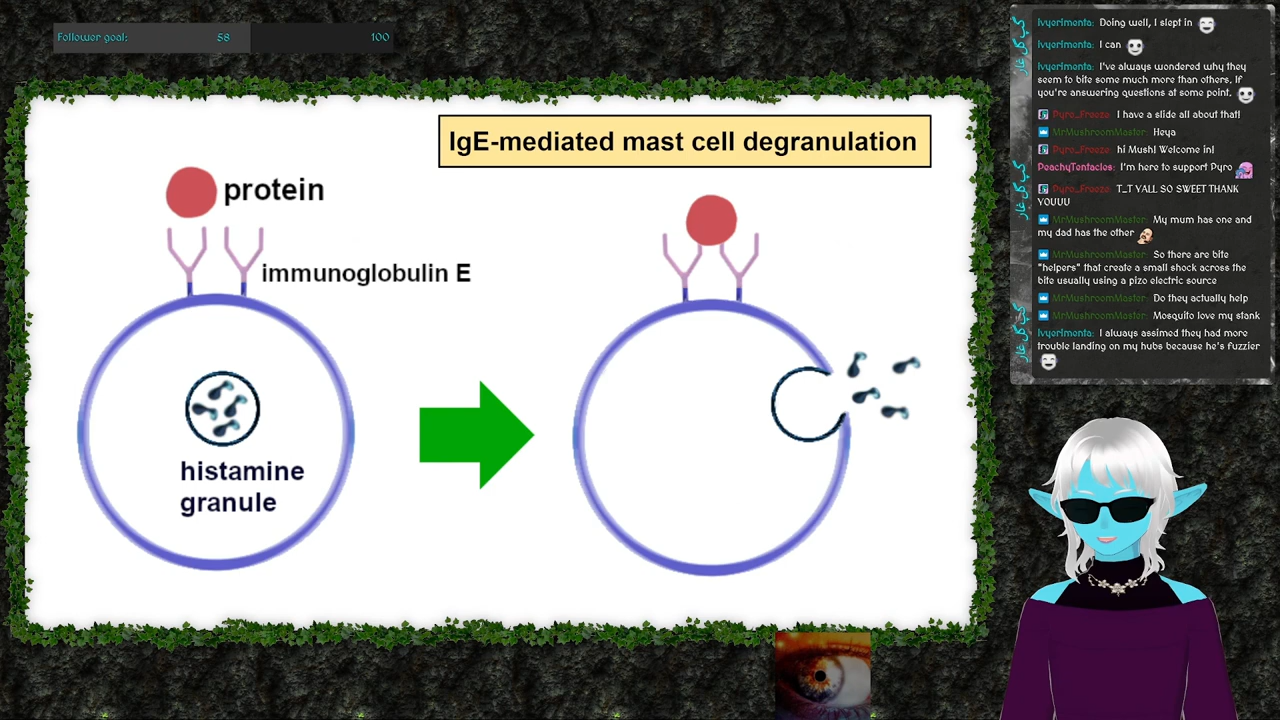 Follower goal: 58 100
IgE-mediated mast cell degranulation
protein
immunoglobulin E
histamine
granule
Ivyerimenta: Doing well, I slept in
Ivyerimenta: I can
Ivyerimenta: I've always wondered why they
seem to bite some much more than others. If
you're answering questions at some point.
Pyro_Freeze: I have a slide all about that!
MrMushroomMaster: Heya
Pyro_Freeze: hi Mush! Welcome in!
PeachyTentacles: I'm here to support Pyro
Pyro_Freeze: T_T YALL SO SWEET THANK
YOUUU
MrMushroomMaster: My mum has one and
my dad has the other
MrMushroomMaster: So there are bite
"helpers" that create a small shock across the
bite usually using a pizo electric source
MrMushroomMaster: Do they actually help
MrMushroomMaster: Mosquito love my stank
Ivyerimenta: I always assimed they had more
trouble landing on my hubs because he's fuzzier